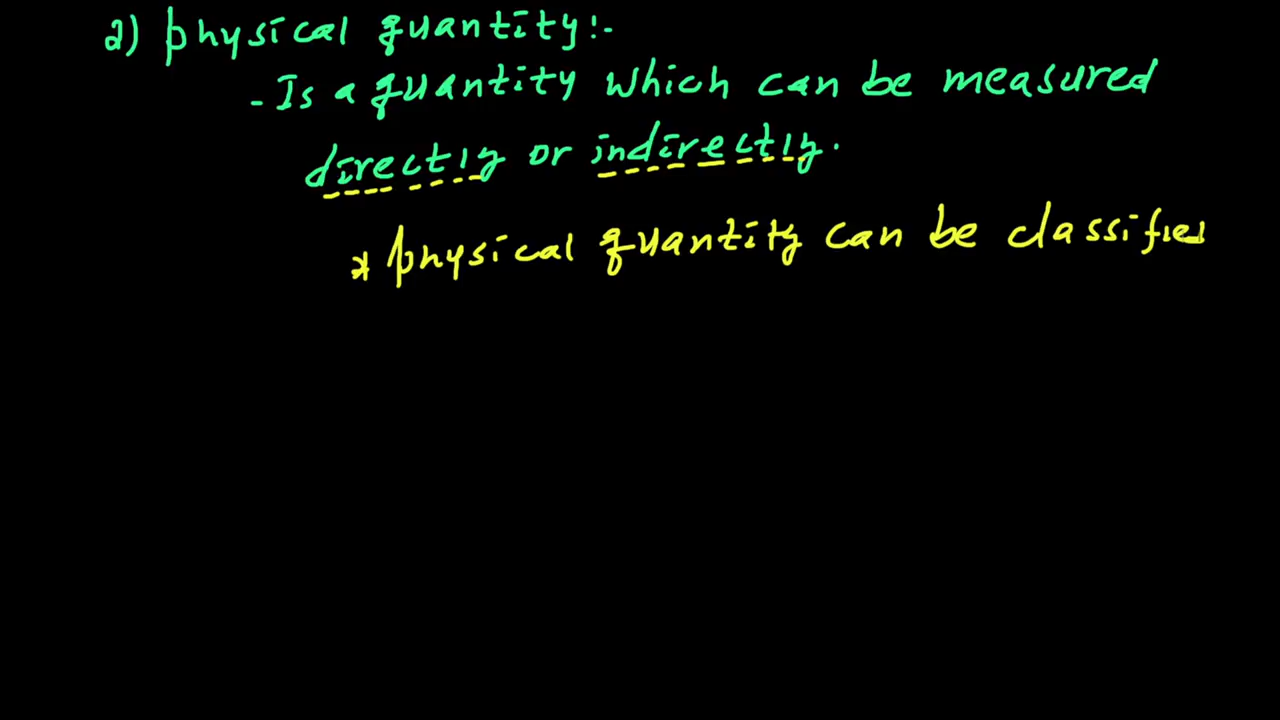 2) physical quantity:-
- Is a quantity which can be measured
directly or indirectly.
* physical quantity can be classified